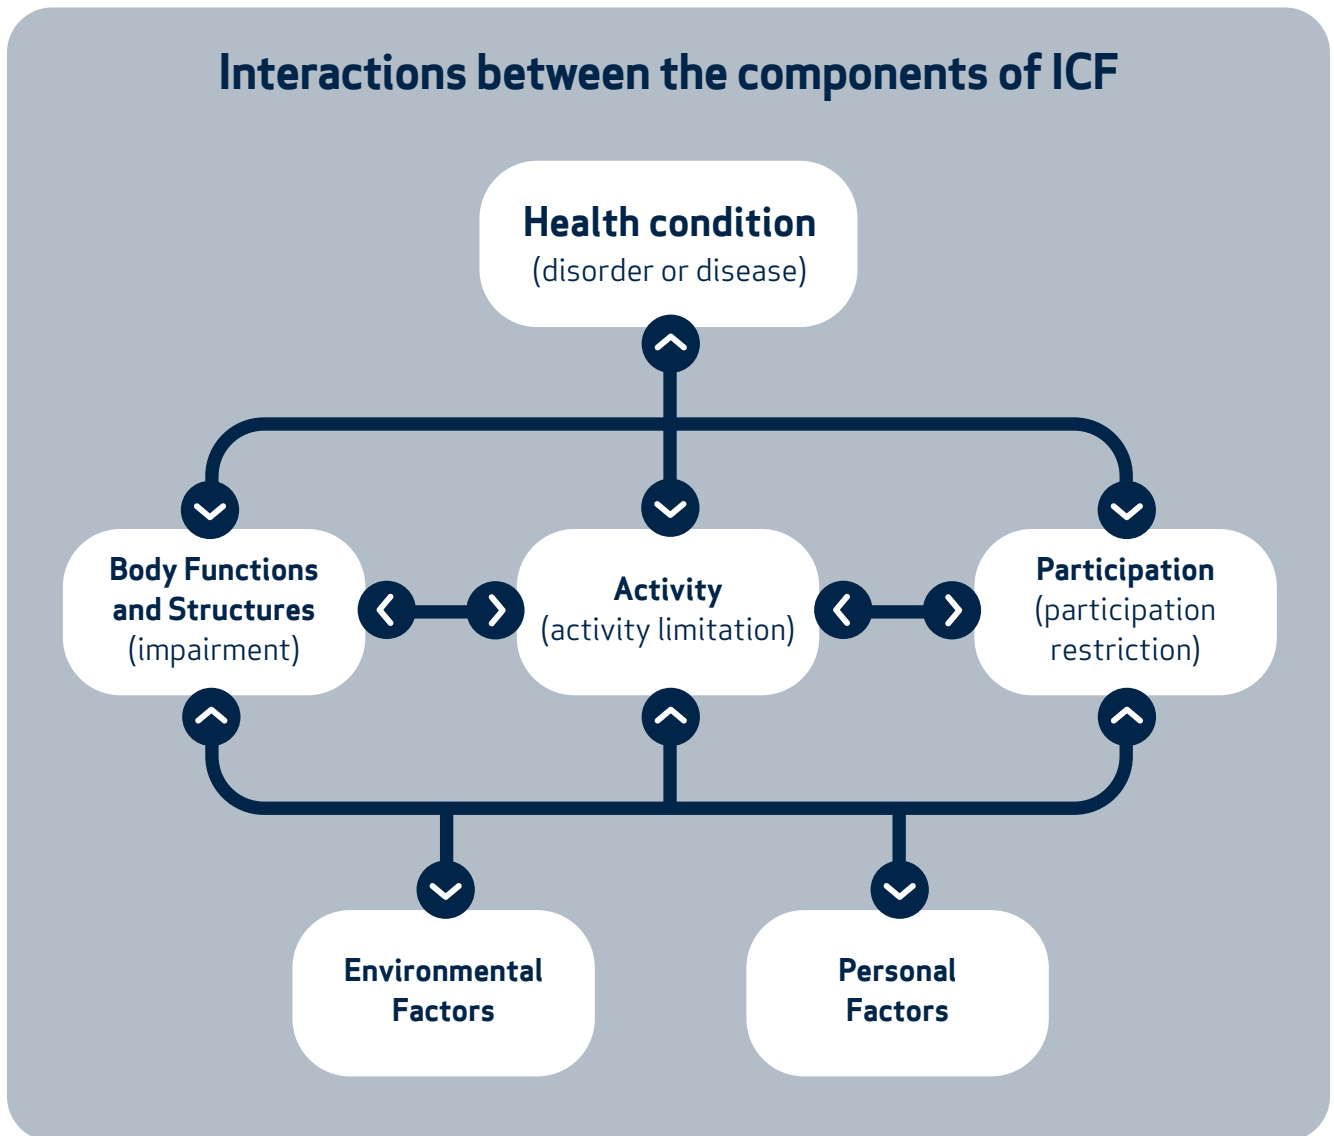 Interactions between the components of ICF
Health condition
(disorder or disease)
Body Functions
and Structures
(impairment)
Activity
(activity limitation)
Participation
(participation
restriction)
Environmental
Factors
Personal
Factors